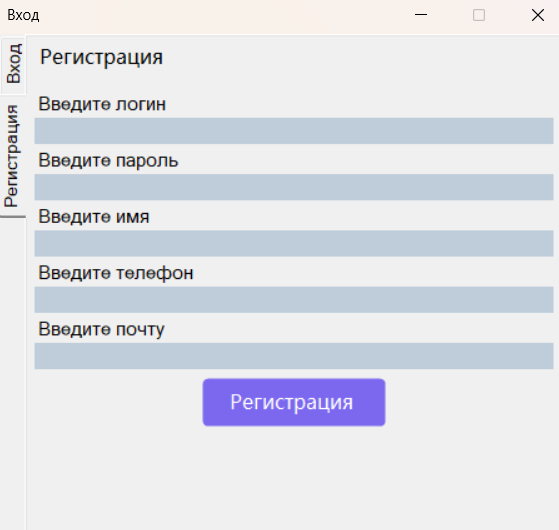 Вход
Вход
Регистрация
Регистрация
Введите логин
Введите пароль
Введите имя
Введите телефон
Введите почту
Регистрация